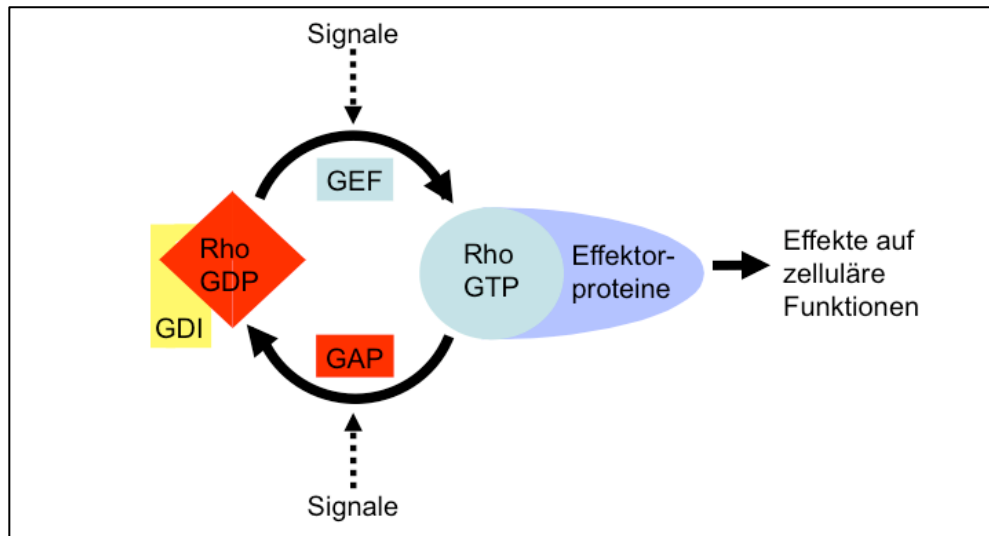 Signale
GEF
Rho
GDP
GDI
Rho
GTP
Effektor-
proteine
Effekte auf
zelluläre
Funktionen
GAP
Signale